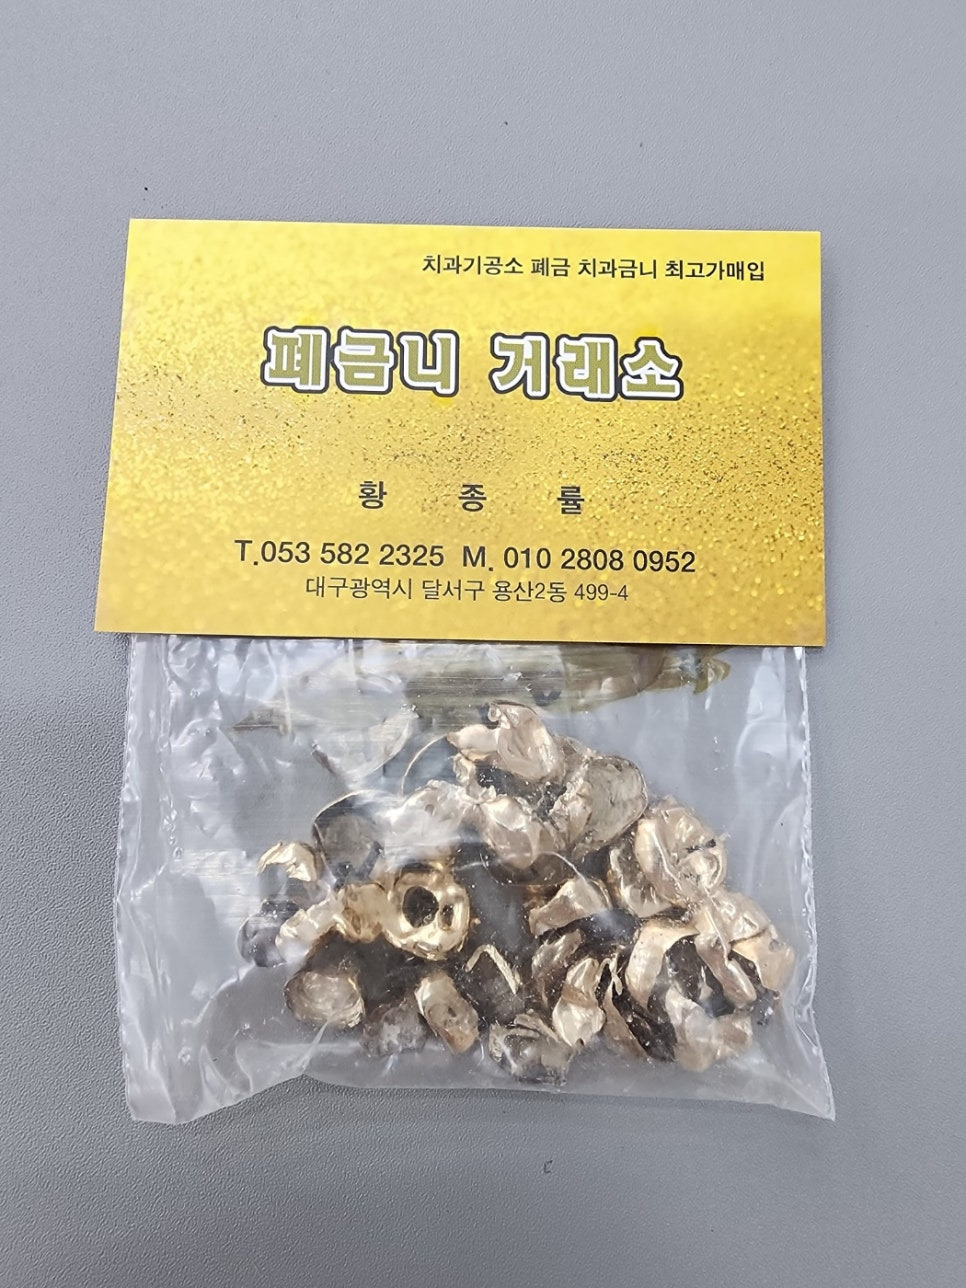 치과기공소 폐금 치과금니 최고가매입
폐금니 거래소
황 종 률
T.053 582 2325 M. 010 2808 0952
대구광역시 달서구 용산2동 499-4